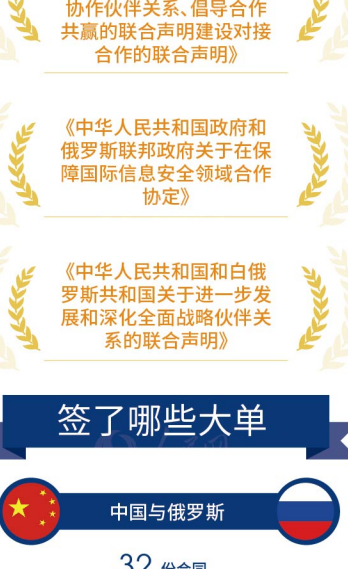 协作伙伴关系、倡导合作
共赢的联合声明建设对接
合作的联合声明》
《中华人民共和国政府和
俄罗斯联邦政府关于在保
障国际信息安全领域合作
协定》
《中华人民共和国和白俄
罗斯共和国关于进一步发
展和深化全面战略伙伴关
系的联合声明》
签了哪些大单
中国与俄罗斯
32 份合同